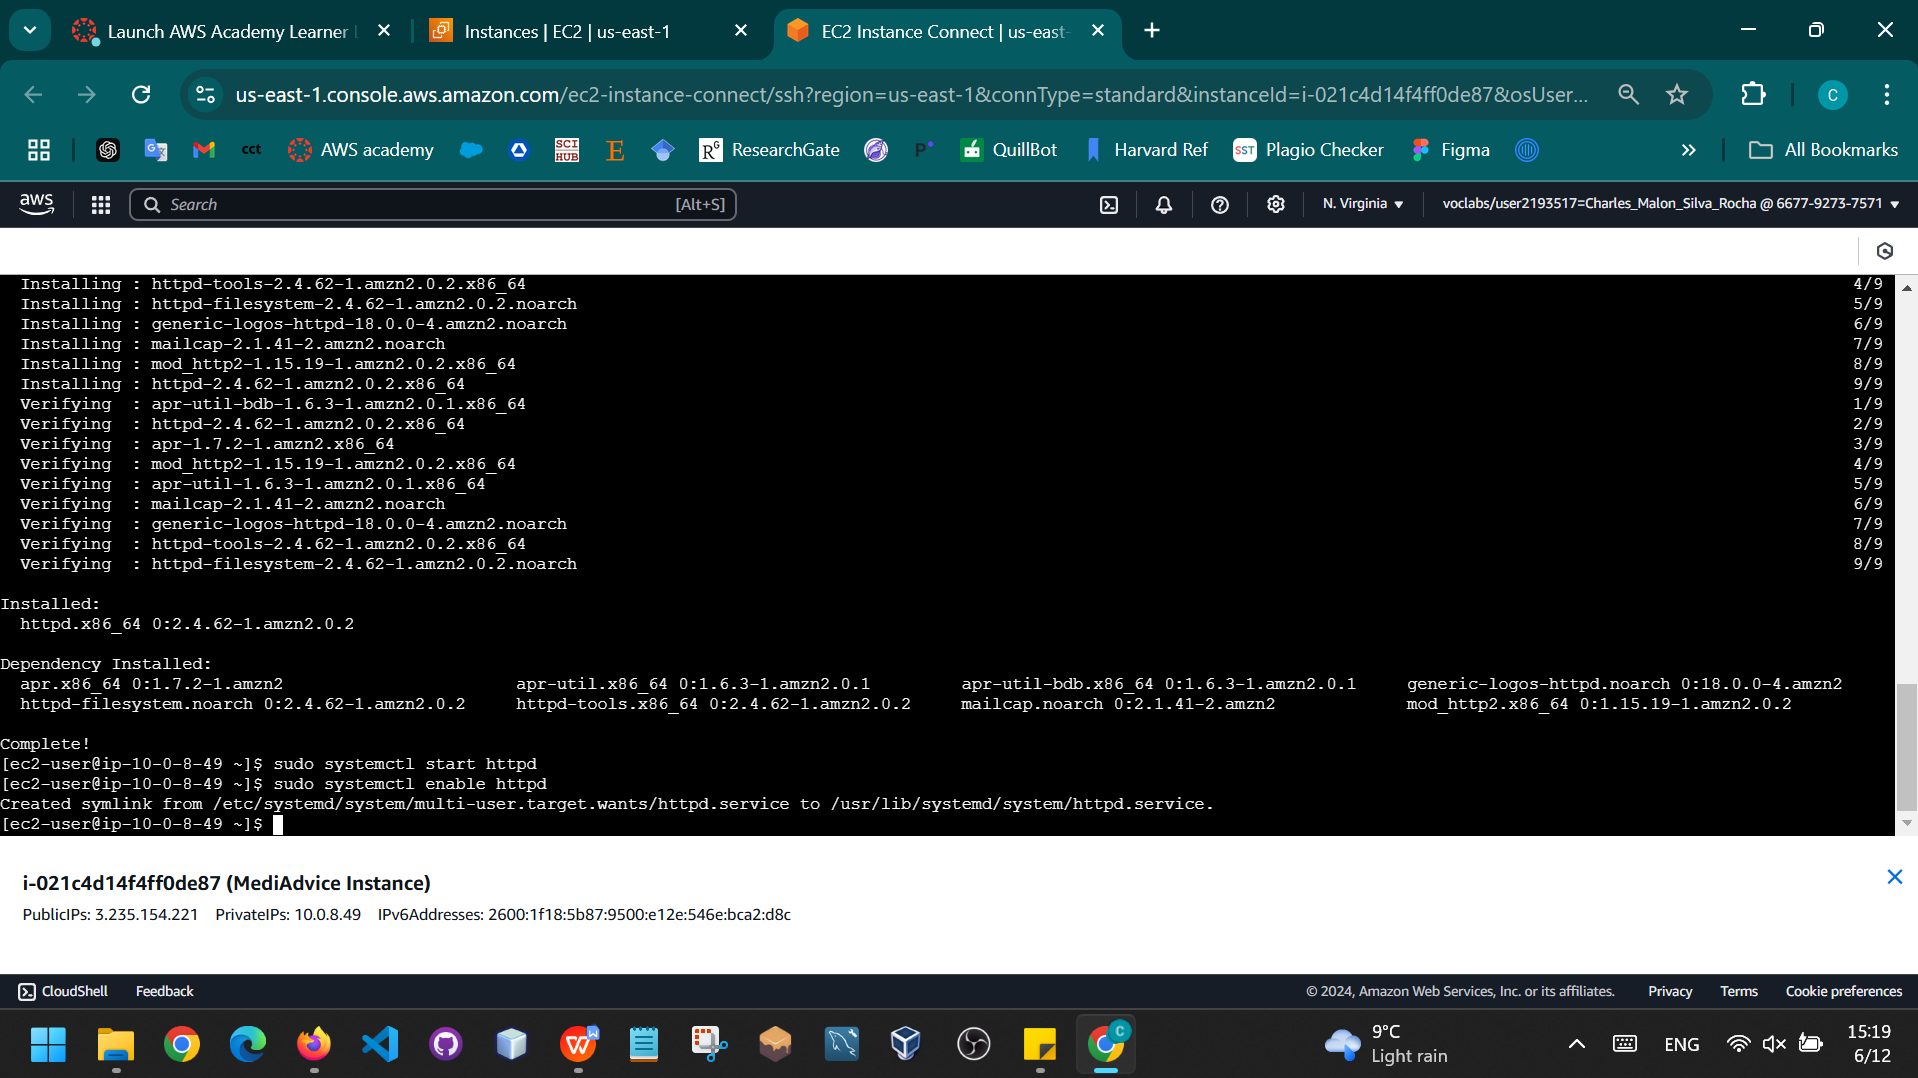 Launch AWS Academy Learner L
Instances | EC2 | us-east-1
EC2 Instance Connect | us-east-
us-east-1.console.aws.amazon.com/ec2-instance-connect/ssh?region=us-east-1&connType=standard&instanceId=i-021c4d14f4ff0de87&osUser...
C
cct
AWS academy
SCI HUB
E
RG ResearchGate
P
QuillBot
Harvard Ref
SST Plagio Checker
Figma
All Bookmarks
aws
Search [Alt+S]
N. Virginia
voclabs/user2193517=Charles_Malon_Silva_Rocha @ 6677-9273-7571
Installing : httpd-tools-2.4.62-1.amzn2.0.2.x86_64 4/9
Installing : httpd-filesystem-2.4.62-1.amzn2.0.2.noarch 5/9
Installing : generic-logos-httpd-18.0.0-4.amzn2.noarch 6/9
Installing : mailcap-2.1.41-2.amzn2.noarch 7/9
Installing : mod_http2-1.15.19-1.amzn2.0.2.x86_64 8/9
Installing : httpd-2.4.62-1.amzn2.0.2.x86_64 9/9
Verifying : apr-util-bdb-1.6.3-1.amzn2.0.1.x86_64 1/9
Verifying : httpd-2.4.62-1.amzn2.0.2.x86_64 2/9
Verifying : apr-1.7.2-1.amzn2.x86_64 3/9
Verifying : mod_http2-1.15.19-1.amzn2.0.2.x86_64 4/9
Verifying : apr-util-1.6.3-1.amzn2.0.1.x86_64 5/9
Verifying : mailcap-2.1.41-2.amzn2.noarch 6/9
Verifying : generic-logos-httpd-18.0.0-4.amzn2.noarch 7/9
Verifying : httpd-tools-2.4.62-1.amzn2.0.2.x86_64 8/9
Verifying : httpd-filesystem-2.4.62-1.amzn2.0.2.noarch 9/9
Installed:
httpd.x86_64 0:2.4.62-1.amzn2.0.2
Dependency Installed:
apr.x86_64 0:1.7.2-1.amzn2 apr-util.x86_64 0:1.6.3-1.amzn2.0.1 apr-util-bdb.x86_64 0:1.6.3-1.amzn2.0.1 generic-logos-httpd.noarch 0:18.0.0-4.amzn2
httpd-filesystem.noarch 0:2.4.62-1.amzn2.0.2 httpd-tools.x86_64 0:2.4.62-1.amzn2.0.2 mailcap.noarch 0:2.1.41-2.amzn2 mod_http2.x86_64 0:1.15.19-1.amzn2.0.2
Complete!
[ec2-user@ip-10-0-8-49 ~]$ sudo systemctl start httpd
[ec2-user@ip-10-0-8-49 ~]$ sudo systemctl enable httpd
Created symlink from /etc/systemd/system/multi-user.target.wants/httpd.service to /usr/lib/systemd/system/httpd.service.
[ec2-user@ip-10-0-8-49 ~]$
i-021c4d14f4ff0de87 (MediAdvice Instance)
PublicIPs: 3.235.154.221 PrivateIPs: 10.0.8.49 IPv6Addresses: 2600:1f18:5b87:9500:e12e:546e:bca2:d8c
CloudShell Feedback
© 2024, Amazon Web Services, Inc. or its affiliates. Privacy Terms Cookie preferences
9°C
Light rain
ENG
15:19
6/12